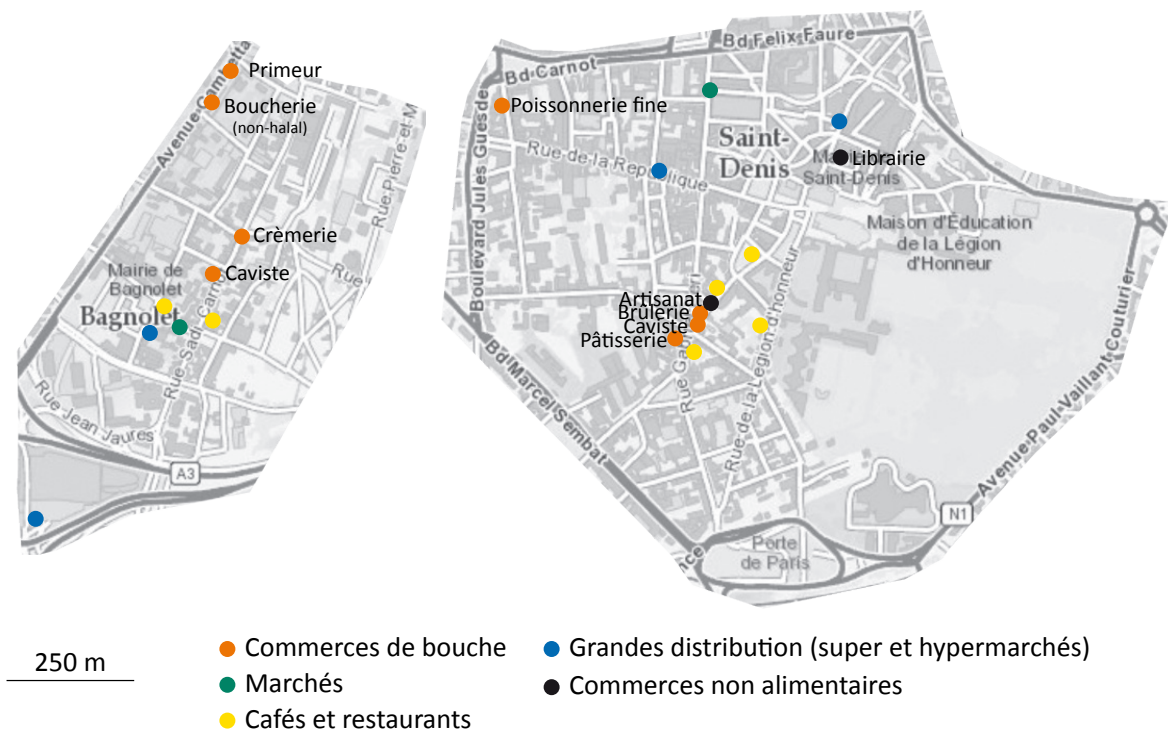 Avenue Gambetta
Primeur
Boucherie
(non-halal)
Rue Pierre et M
Crèmerie
Caviste
Rue
Mairie de
Bagnolet
Bagnolet
Rue Sadi Carnot
Rue Jean Jaures
A3
Bd Felix Faure
Bd Carnot
Poissonnerie fine
Boulevard Jules Guesde
Saint-
Denis
Rue de la Republique
Librairie
Saint-Denis
Maison d'Éducation
de la Légion
d'Honneur
Artisanat
Brûlerie
Caviste
Pâtisserie
Rue
Rue de la Légion d'honneur
Bd Marcel Sembat
Avenue Paul Vaillant Couturier
N1
Porte
de Paris
nce
250 m
Commerces de bouche
Marchés
Cafés et restaurants
Grandes distribution (super et hypermarchés)
Commerces non alimentaires